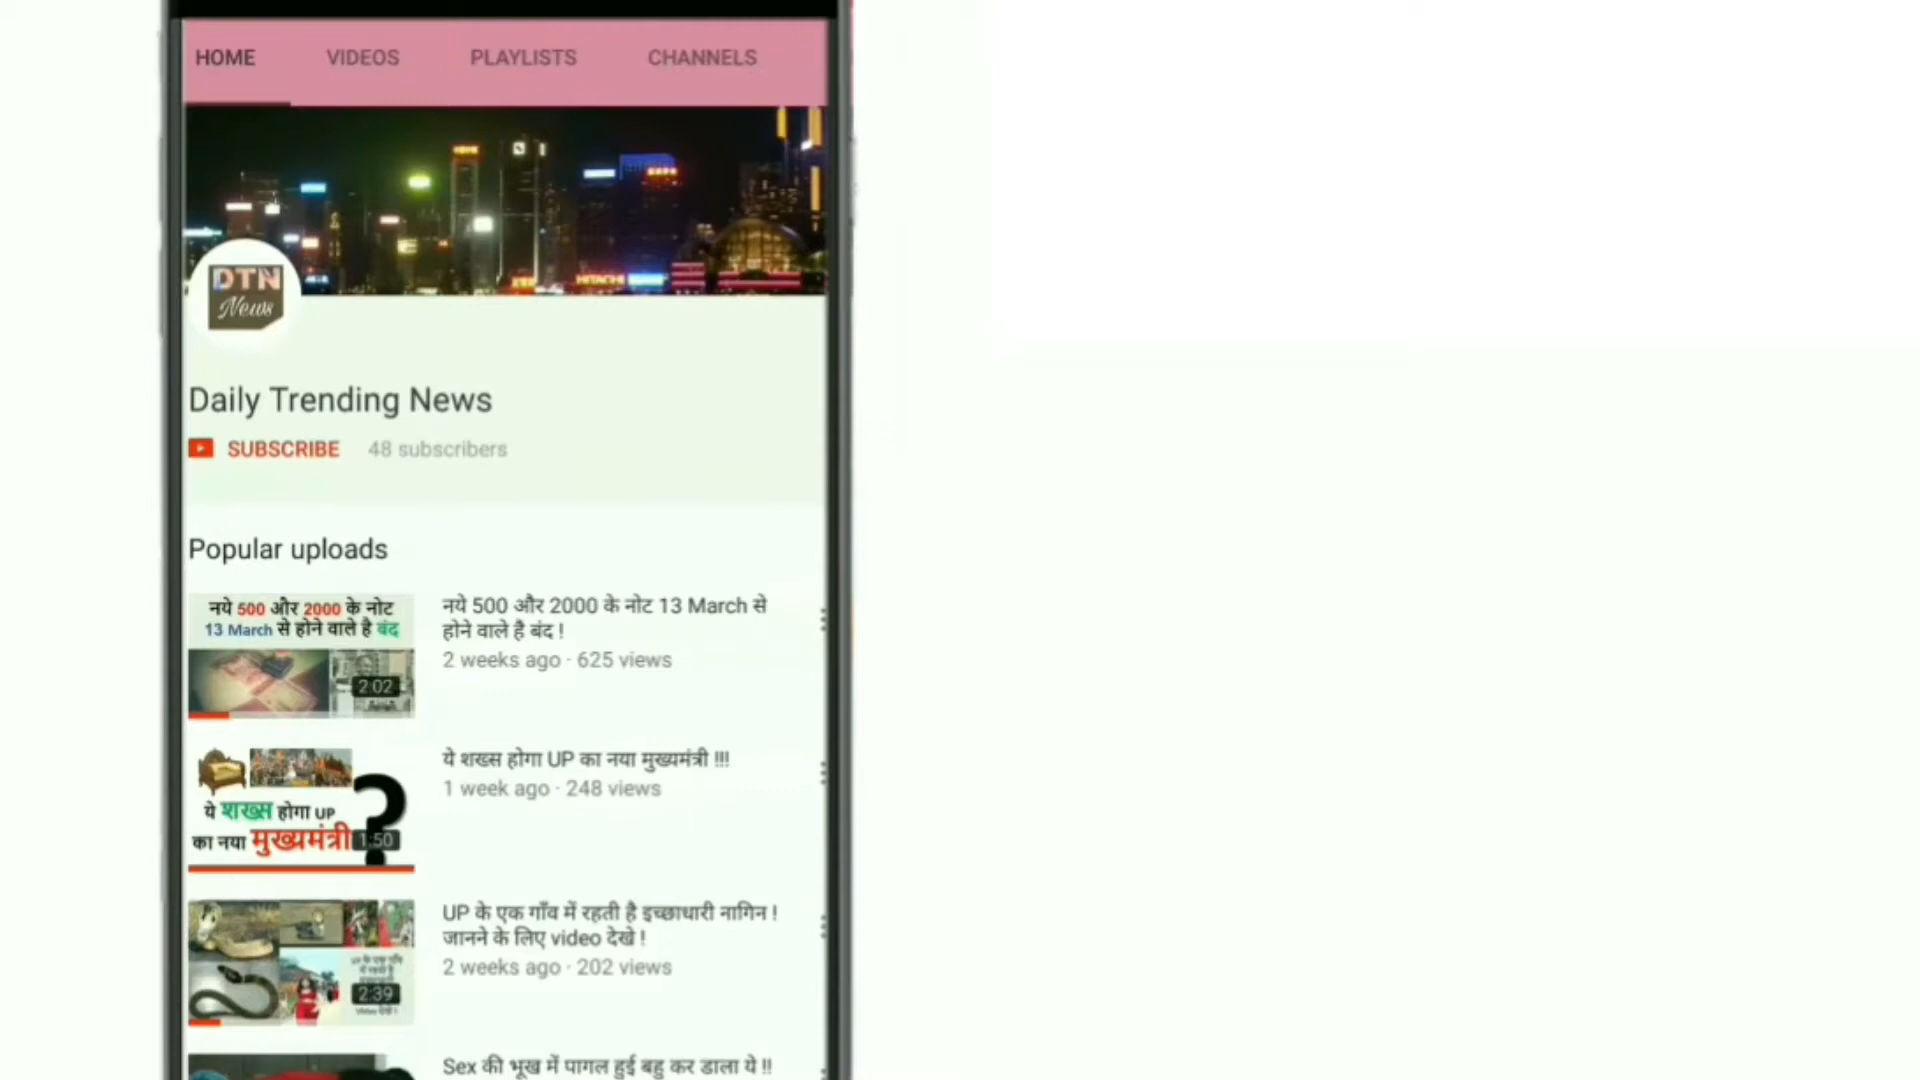 HOME VIDEOS PLAYLISTS CHANNELS
HITACHI
DTN
News
Daily Trending News
SUBSCRIBE 48 subscribers
Popular uploads
नये 500 और 2000 के नोट
13 March से होने वाले है बंद
2:02
नये 500 और 2000 के नोट 13 March से
होने वाले है बंद !
2 weeks ago · 625 views
ये शख्स होगा UP
का नया मुख्यमंत्री
?
1:50
ये शख्स होगा UP का नया मुख्यमंत्री !!!
1 week ago · 248 views
2:39
UP के एक गाँव में रहती है इच्छाधारी नागिन !
जानने के लिए video देखे !
2 weeks ago · 202 views
Sex की भूख में पागल हुई बहु कर डाला ये !!